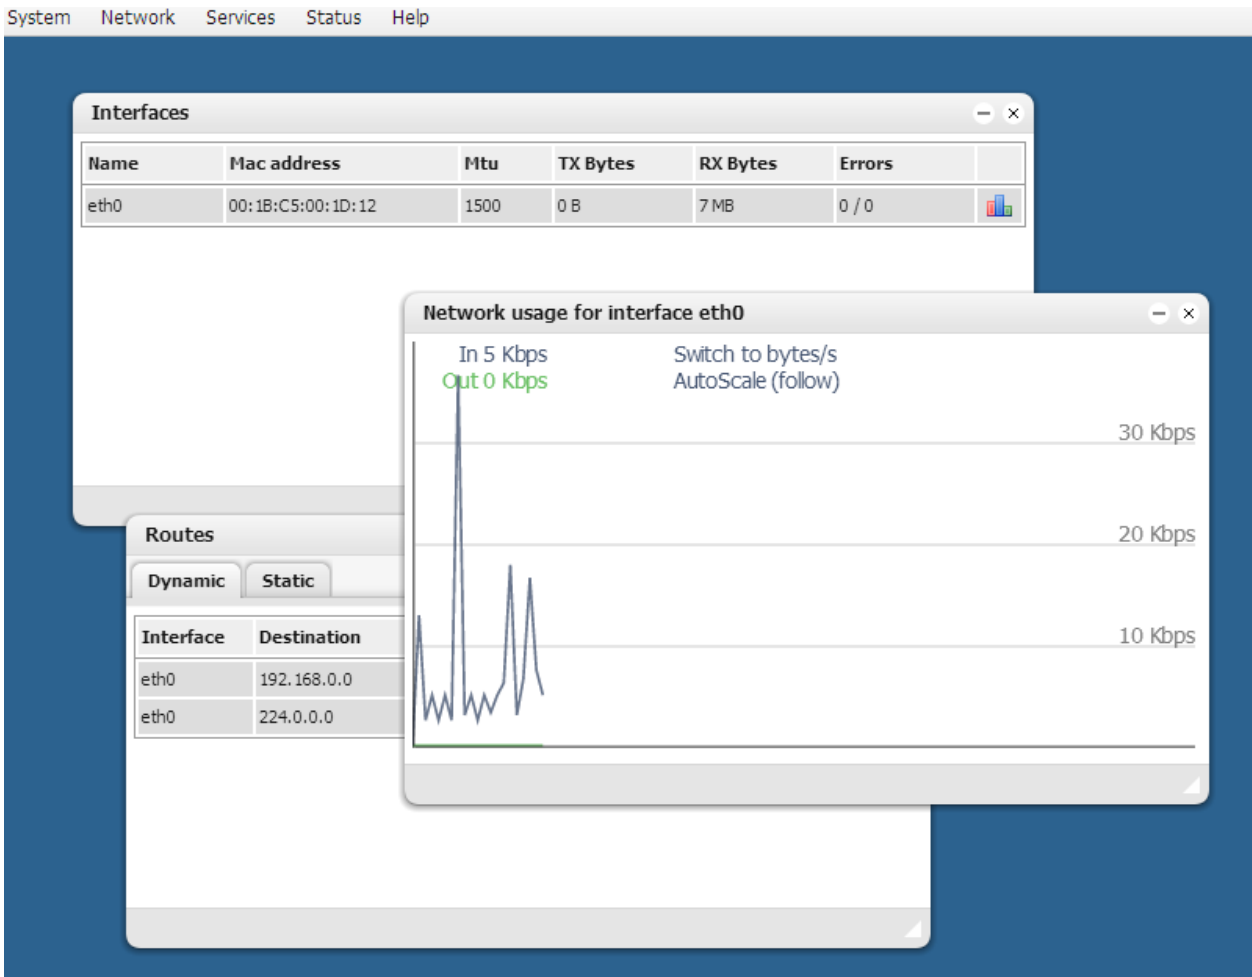 System Network Services Status Help
Interfaces
Name Mac address Mtu TX Bytes RX Bytes Errors
eth0 00:1B:C5:00:1D:12 1500 0 B 7 MB 0 / 0
Network usage for interface eth0
In 5 Kbps Switch to bytes/s
Out 0 Kbps AutoScale (follow)
30 Kbps
20 Kbps
10 Kbps
Routes
Dynamic Static
Interface Destination
eth0 192.168.0.0
eth0 224.0.0.0